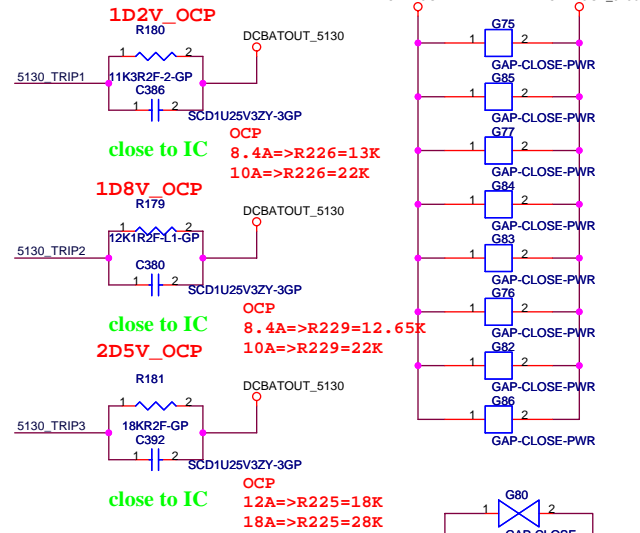 1D2V_OCP
R180
1 2
DCBATOUT_5130
5130_TRIP1
11K3R2F-2-GP
C386
1 2
SCD1U25V3ZY-3GP
close to IC
OCP
8.4A=>R226=13K
10A=>R226=22K
1D8V_OCP
R179
1 2
DCBATOUT_5130
5130_TRIP2
12K1R2F-L1-GP
C380
1 2
SCD1U25V3ZY-3GP
close to IC
OCP
8.4A=>R229=12.65K
10A=>R229=22K
2D5V_OCP
R181
1 2
DCBATOUT_5130
5130_TRIP3
18KR2F-GP
C392
1 2
SCD1U25V3ZY-3GP
close to IC
OCP
12A=>R225=18K
18A=>R225=28K
G75
1 2
GAP-CLOSE-PWR
G85
1 2
GAP-CLOSE-PWR
G77
1 2
GAP-CLOSE-PWR
G84
1 2
GAP-CLOSE-PWR
G83
1 2
GAP-CLOSE-PWR
G76
1 2
GAP-CLOSE-PWR
G82
1 2
GAP-CLOSE-PWR
G86
1 2
GAP-CLOSE-PWR
G80
1 2
GAP-CLOSE